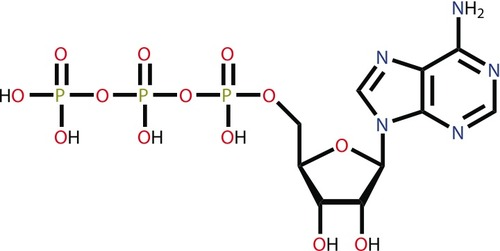 NH2
O O O N N
HO P O P O P O N N
OH OH OH O
OH OH